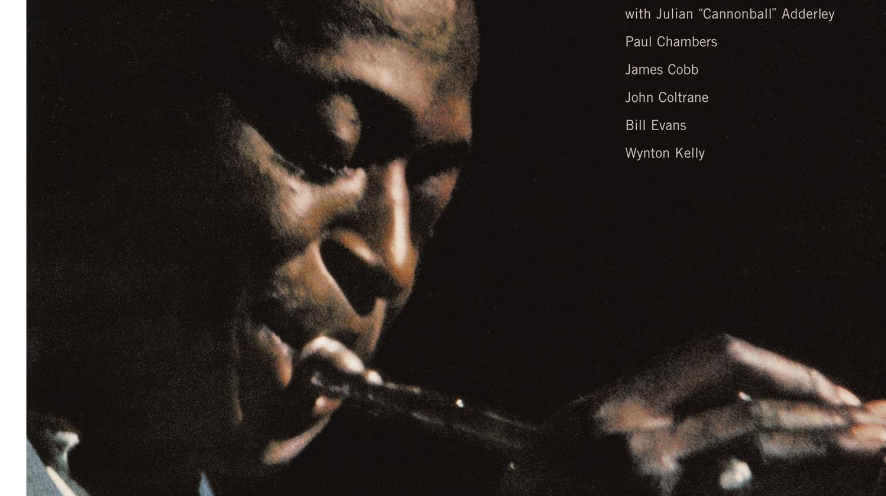 with Julian “Cannonball” Adderley
Paul Chambers
James Cobb
John Coltrane
Bill Evans
Wynton Kelly